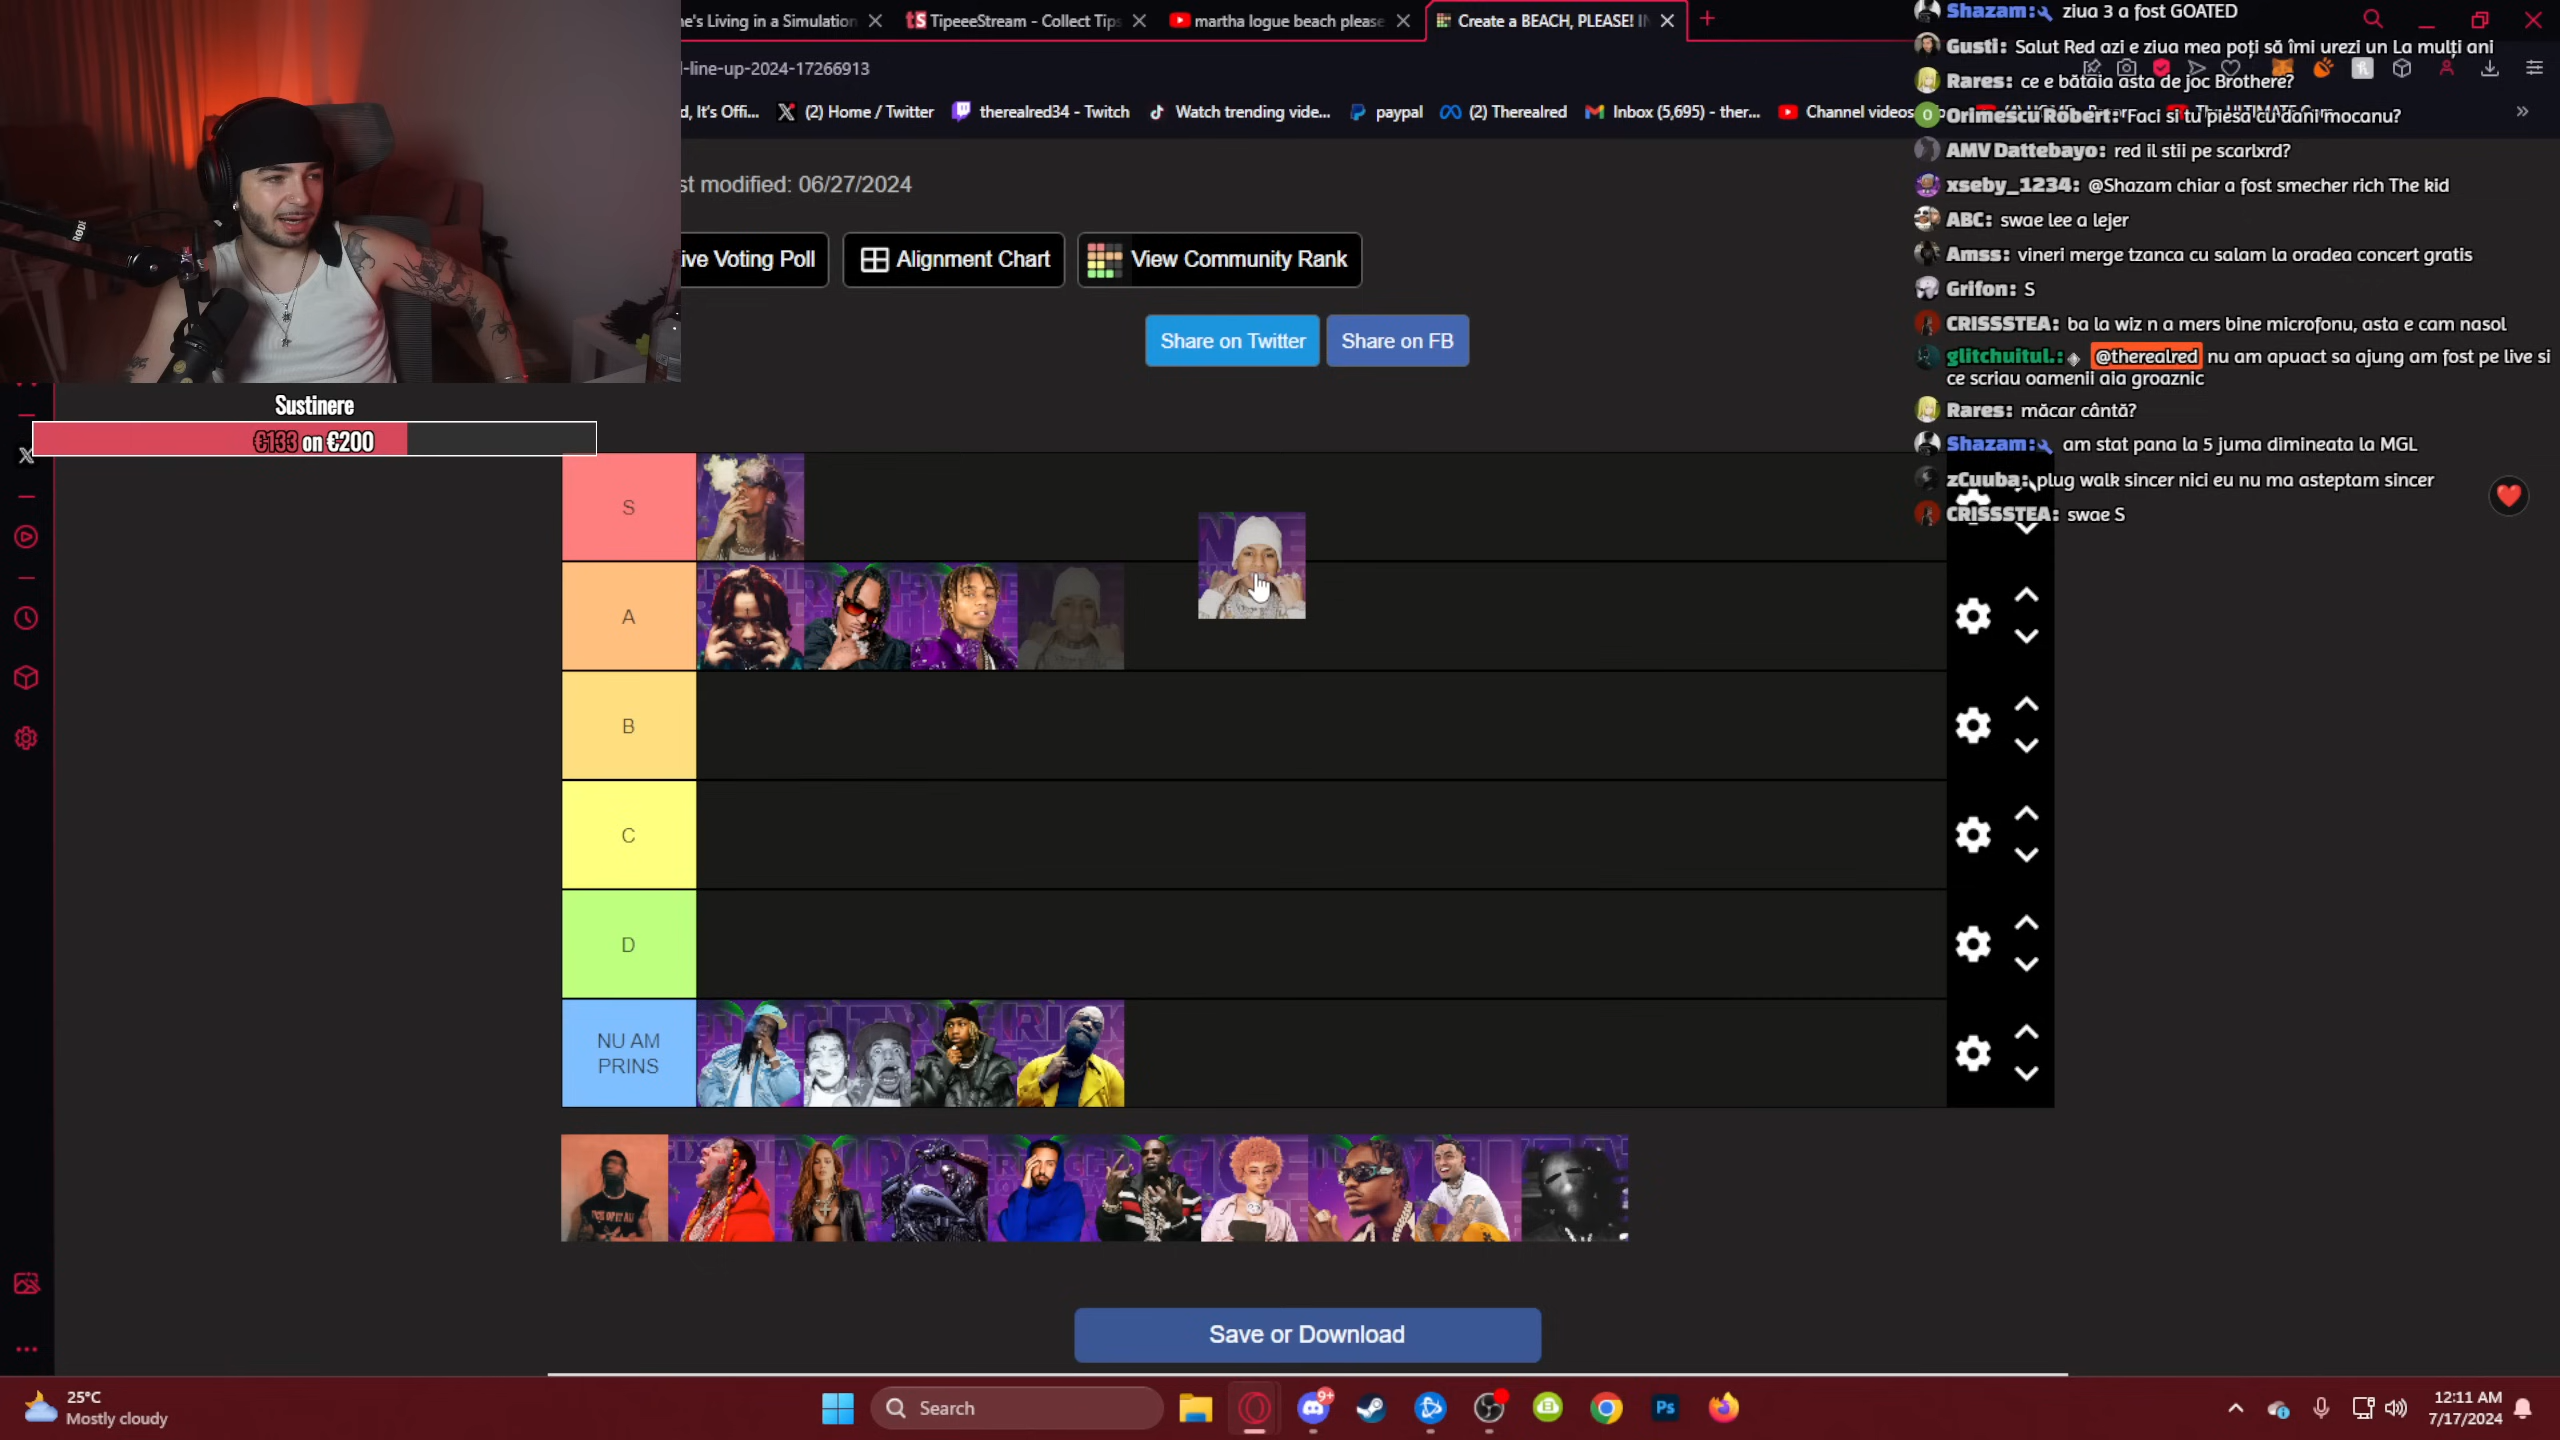 ne's Living in a Simulation
TipeeeStream - Collect Tips
martha logue beach please
Create a BEACH, PLEASE! I
l-line-up-2024-17266913
d, It's Offi...
(2) Home / Twitter
therealred34 - Twitch
Watch trending vide...
paypal
(2) Therealred
Inbox (5,695) - ther...
Channel videos
st modified: 06/27/2024
ive Voting Poll
Alignment Chart
View Community Rank
Share on Twitter
Share on FB
RØDE
Sustinere
€133 on €200
Shazam: ziua 3 a fost GOATED
Gusti: Salut Red azi e ziua mea poți să îmi urezi un La mulți ani
Rares: ce e bătaia asta de joc Brothere?
Orimescu Robert: Faci si tu piesa cu dani mocanu?
AMV Dattebayo: red il stii pe scarlxrd?
xseby_1234: @Shazam chiar a fost smecher rich The kid
ABC: swae lee a lejer
Amss: vineri merge tzanca cu salam la oradea concert gratis
Grifon: S
CRISSSTEA: ba la wiz n a mers bine microfonu, asta e cam nasol
glitchuitul.: @therealred nu am apuact sa ajung am fost pe live si
ce scriau oamenii aia groaznic
Rares: măcar cântă?
Shazam: am stat pana la 5 juma dimineata la MGL
zCuuba: plug walk sincer nici eu nu ma asteptam sincer
CRISSSTEA: swae S
S
A
B
C
D
NU AM
PRINS
Save or Download
25°C
Mostly cloudy
Search
9+
Ps
12:11 AM
7/17/2024